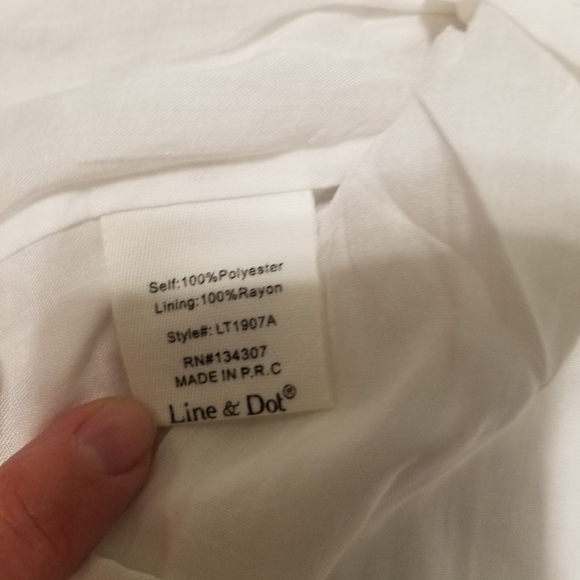 Self:100%Polyester
Lining:100%Rayon
Style#: LT1907A
RN#134307
MADE IN P.R.C
Line & Dot®